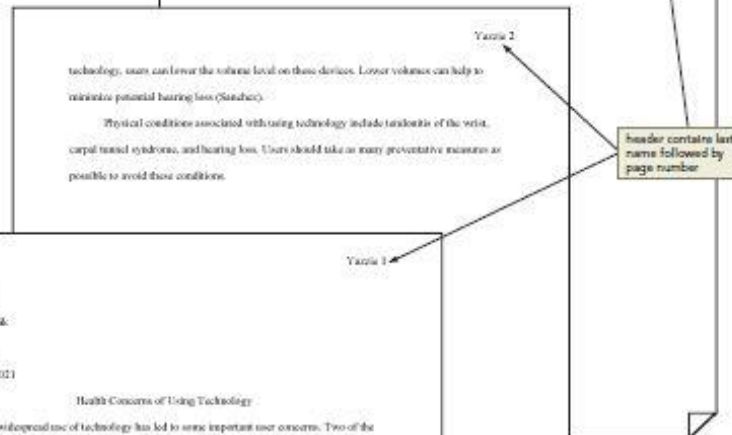 Yazzie 2
technology, users can lower the volume level on these devices. Lower volumes can help to
minimize potential hearing loss (Sanchez).
Physical conditions associated with using technology include tendonitis of the wrist,
carpal tunnel syndrome, and hearing loss. Users should take as many preventative measures as
possible to avoid these conditions.
header contains last
name followed by
page number
Yazzie 1
021
Health Concerns of Using Technology
widespread use of technology has led to some important user concerns. Two of the